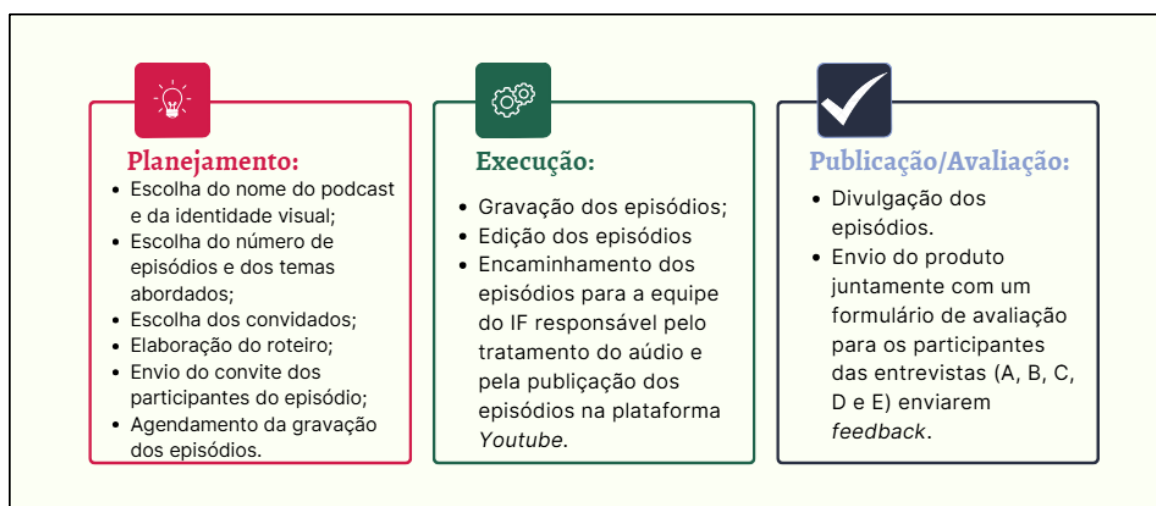 Planejamento:
• Escolha do nome do podcast
e da identidade visual;
• Escolha do número de
episódios e dos temas
abordados;
• Escolha dos convidados;
• Elaboração do roteiro;
• Envio do convite dos
participantes do episódio;
• Agendamento da gravação
dos episódios.
Execução:
• Gravação dos episódios;
• Edição dos episódios
• Encaminhamento dos
episódios para a equipe
do IF responsável pelo
tratamento do aúdio e
pela publiçação dos
episódios na plataforma
Youtube.
Publicação/Avaliação:
• Divulgação dos
episódios.
• Envio do produto
juntamente com um
formulário de avaliação
para os participantes
das entrevistas (A, B, C,
D e E) enviarem
feedback.